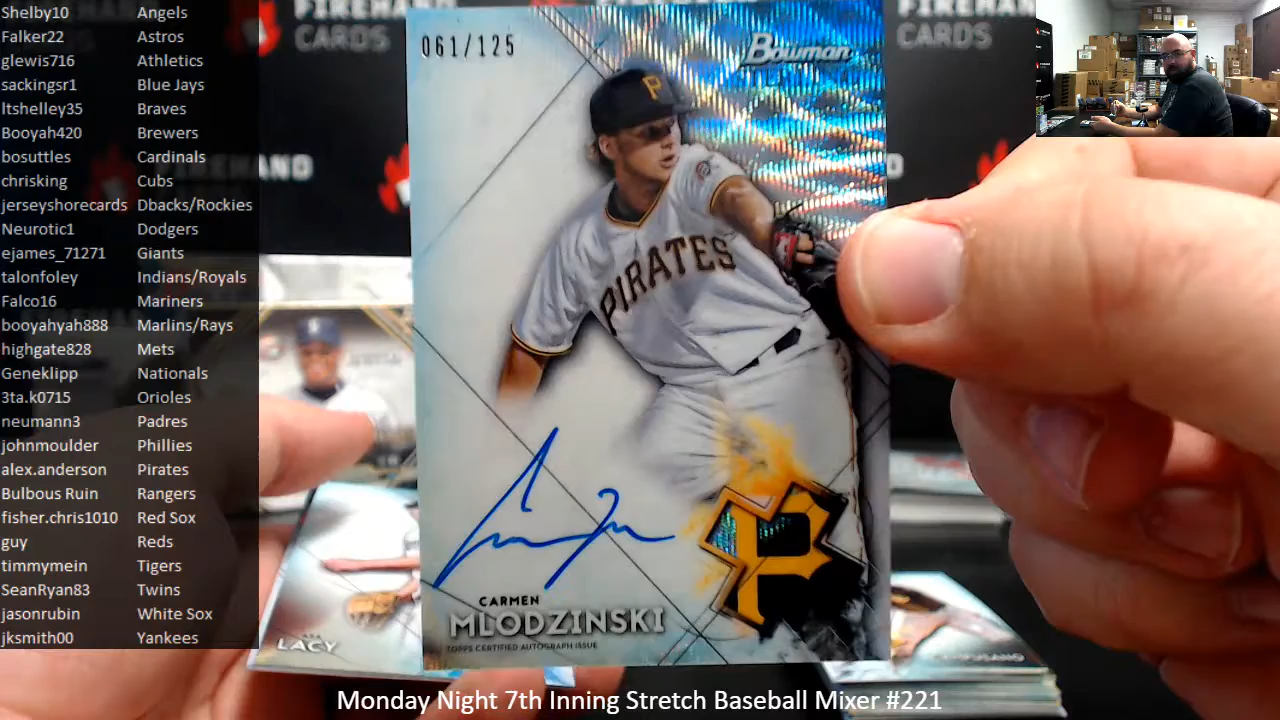 Shelby10 Angels
Falker22 Astros
glewis716 Athletics
sackingsr1 Blue Jays
ltshelley35 Braves
Booyah420 Brewers
bosuttles Cardinals
chrisking Cubs
jerseyshorecards Dbacks/Rockies
Neurotic1 Dodgers
ejames_71271 Giants
talonfoley Indians/Royals
Falco16 Mariners
booyahyah888 Marlins/Rays
highgate828 Mets
Geneklipp Nationals
3ta.k0715 Orioles
neumann3 Padres
johnmoulder Phillies
alex.anderson Pirates
Bulbous Ruin Rangers
fisher.chris1010 Red Sox
guy Reds
timmymein Tigers
SeanRyan83 Twins
jasonrubin White Sox
jksmith00 Yankees
FIREHAND
CARDS
FIREHAND
CARDS
061/125
Bowman
P
PIRATES
P
CARMEN
MLODZINSKI
TOPPS CERTIFIED AUTOGRAPH ISSUE
LACY
Monday Night 7th Inning Stretch Baseball Mixer #221